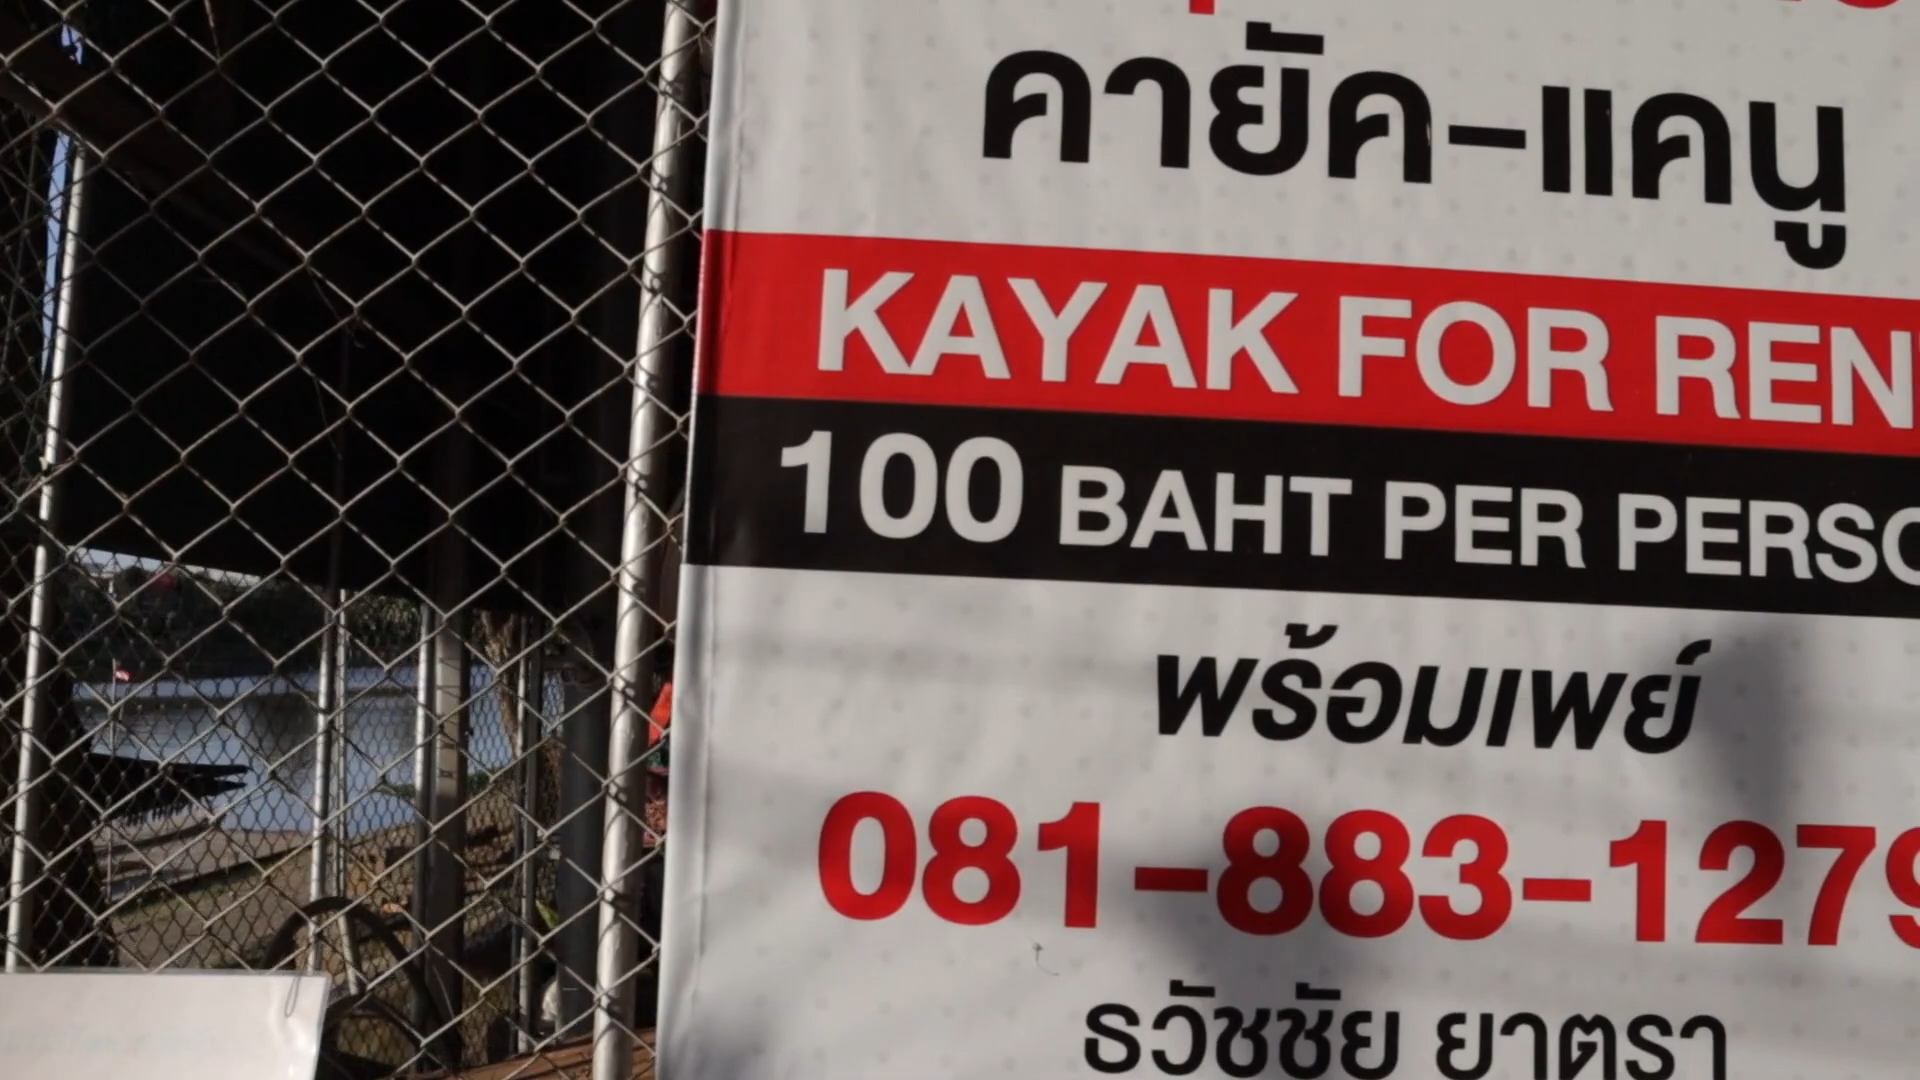 คายัค-แคนู
KAYAK FOR REN
100 BAHT PER PERSO
พร้อมเพย์
081-883-1279
ธวัชชัย ยาตรา